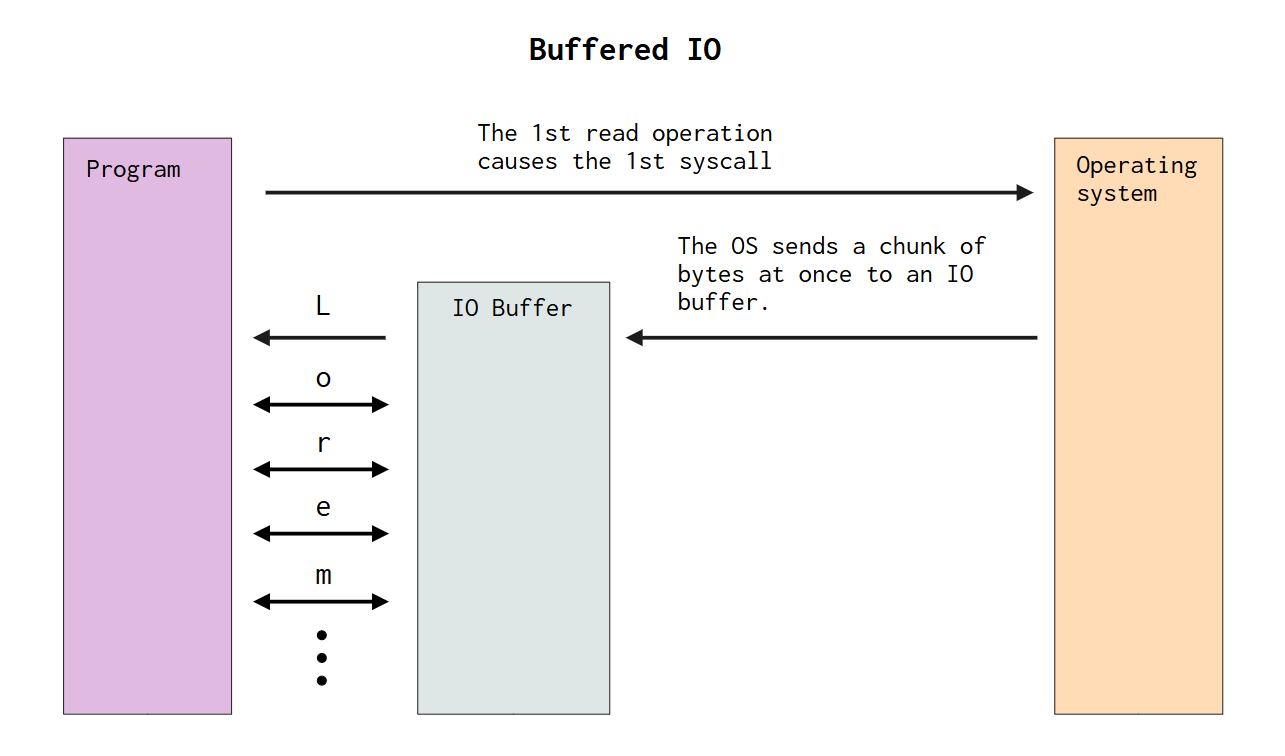 Buffered IO
The 1st read operation
causes the 1st syscall
Program
Operating
system
The OS sends a chunk of
bytes at once to an IO
buffer.
IO Buffer
L
o
r
e
m